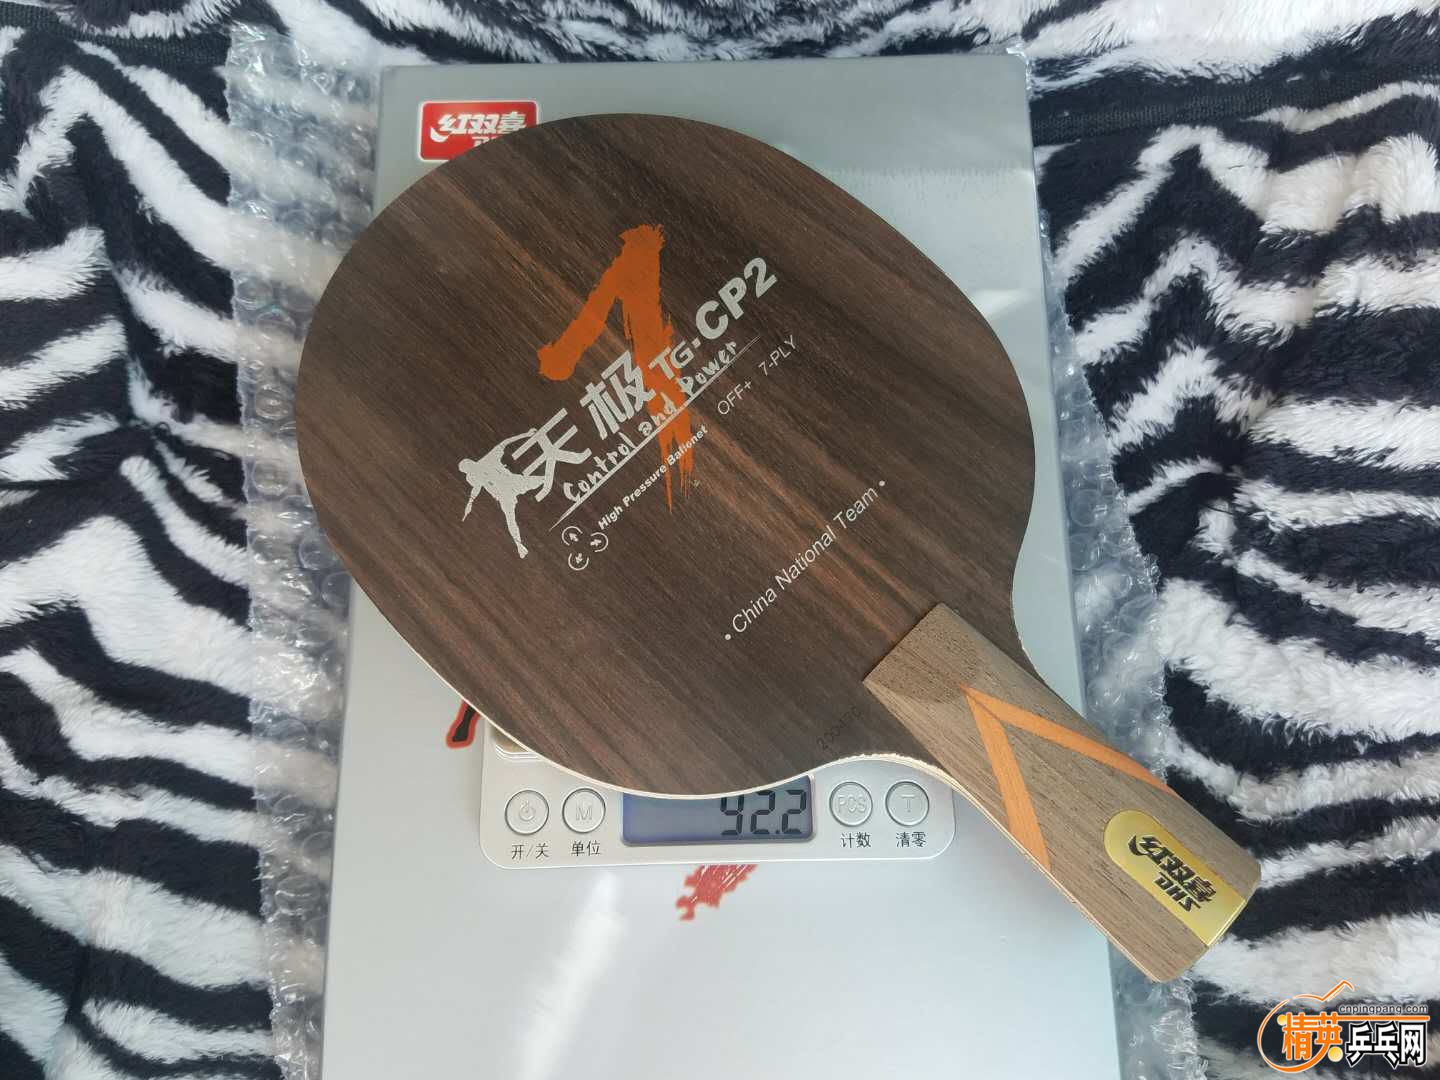 红双喜
7
TG·CP2
天极
Control and Power
High Pressure Ballonet
OFF+ 7-PLY
·China National Team·
92.2
M
PCS
T
开/关
单位
计数
清零
红双喜
DHS
cnpingpang.com
精英乒乓网